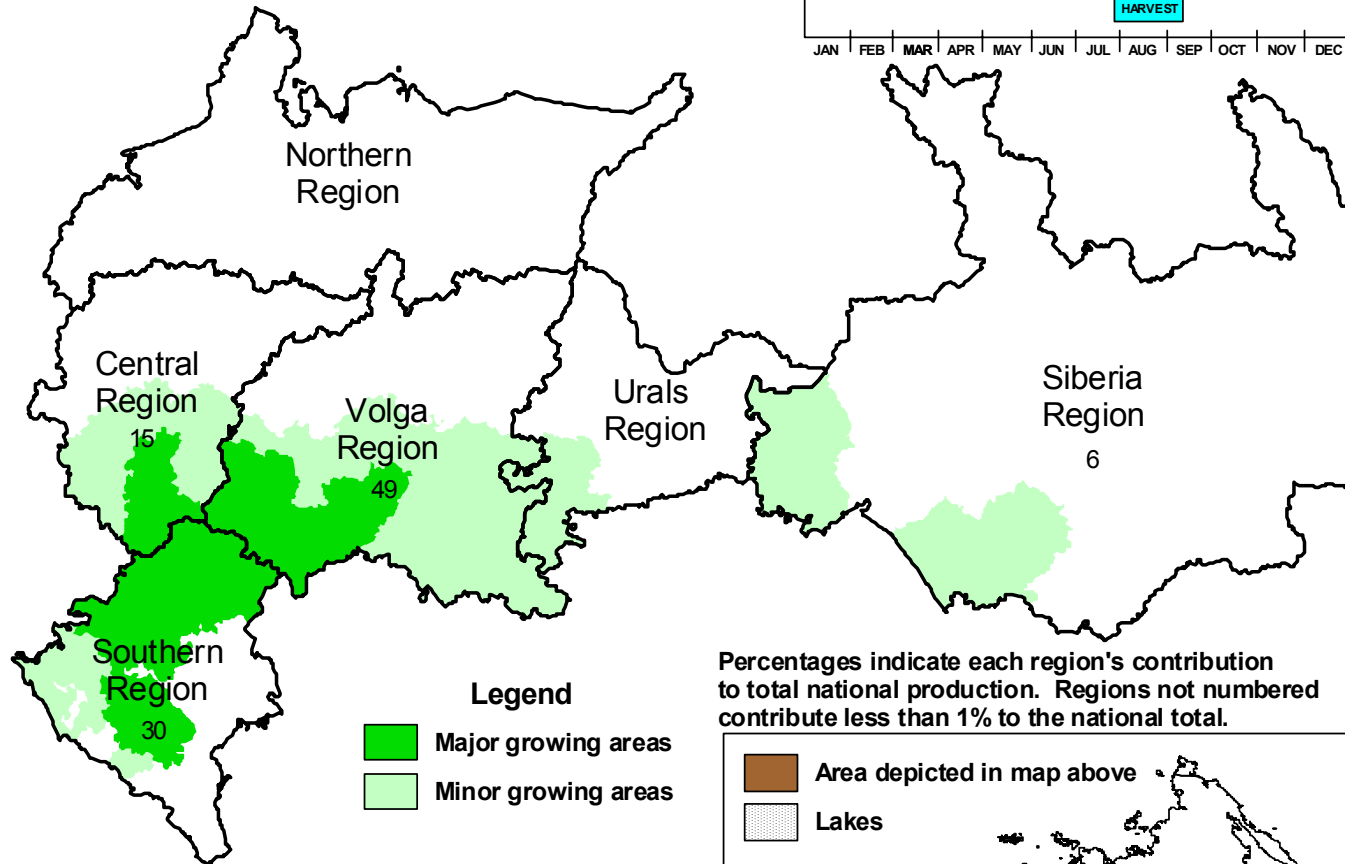 HARVEST
JAN FEB MAR APR MAY JUN JUL AUG SEP OCT NOV DEC
Northern
Region
Central
Region
15
Volga
Region
49
Urals
Region
Siberia
Region
6
Southern
Region
30
Legend
Major growing areas
Minor growing areas
Percentages indicate each region's contribution
to total national production. Regions not numbered
contribute less than 1% to the national total.
Area depicted in map above
Lakes